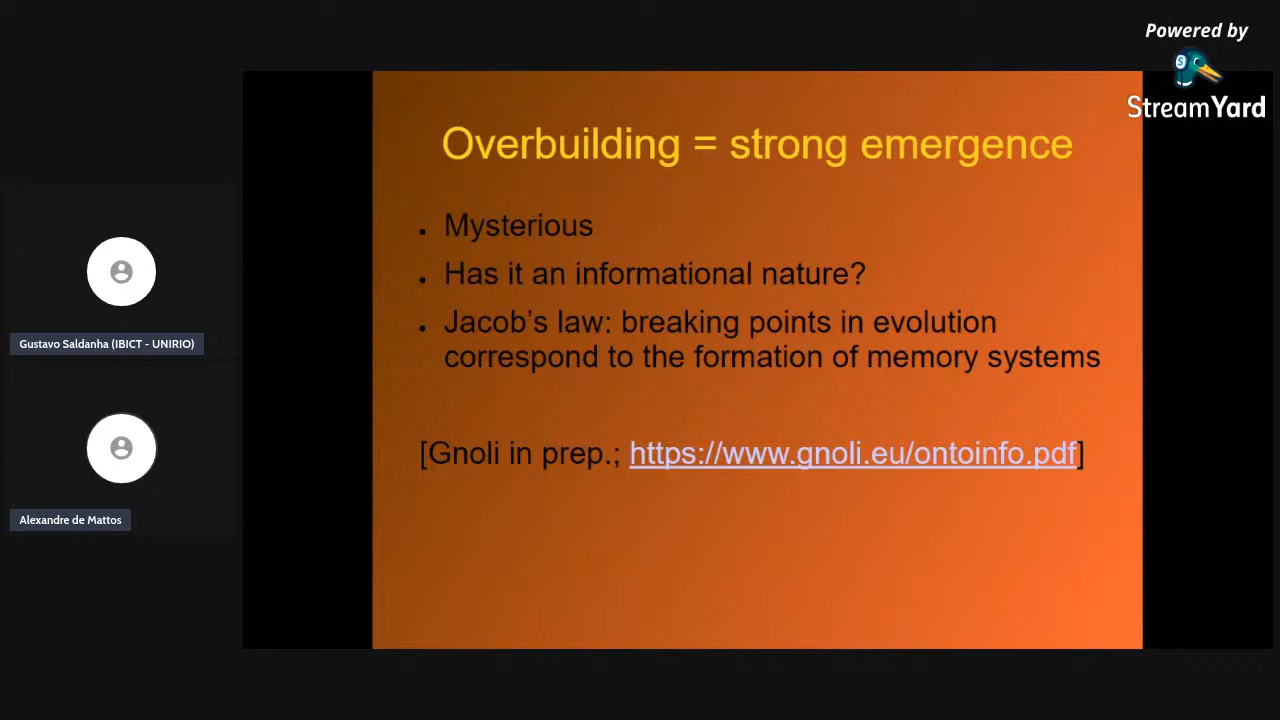 Powered by
StreamYard
Overbuilding = strong emergence
• Mysterious
• Has it an informational nature?
• Jacob's law: breaking points in evolution
correspond to the formation of memory systems
[Gnoli in prep.; https://www.gnoli.eu/ontoinfo.pdf]
Gustavo Saldanha (IBICT - UNIRIO)
Alexandre de Mattos